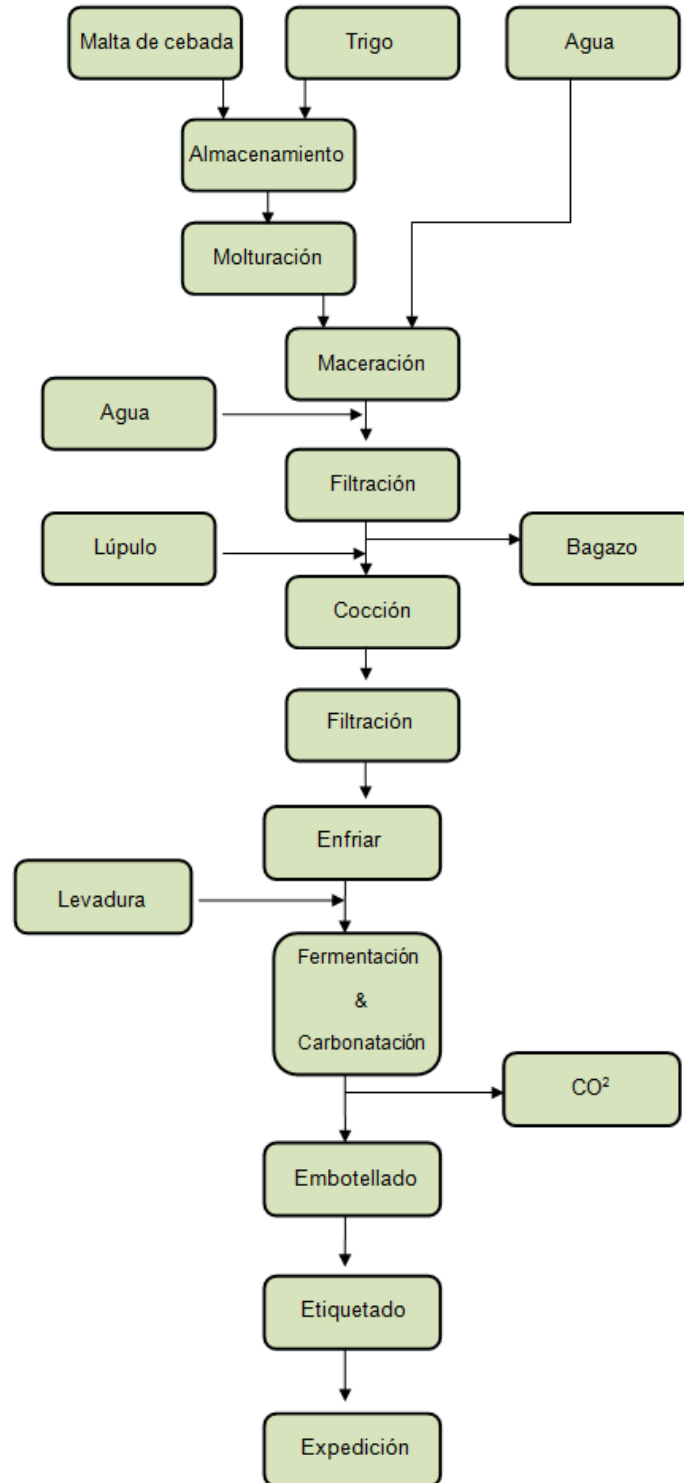 Malta de cebada
Trigo
Agua
Almacenamiento
Molturación
Maceración
Agua
Filtración
Lúpulo
Bagazo
Cocción
Filtración
Enfriar
Levadura
Fermentación
&
Carbonatación
CO²
Embotellado
Etiquetado
Expedición